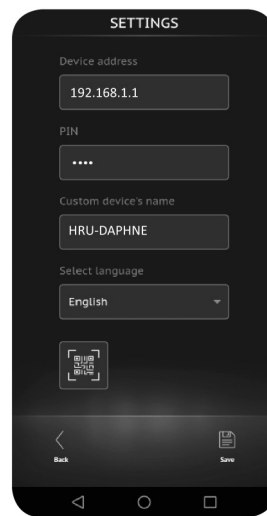 SETTINGS
Device address
192.168.1.1
PIN
••••
Custom device's name
HRU-DAPHNE
Select language
English
Back
Save